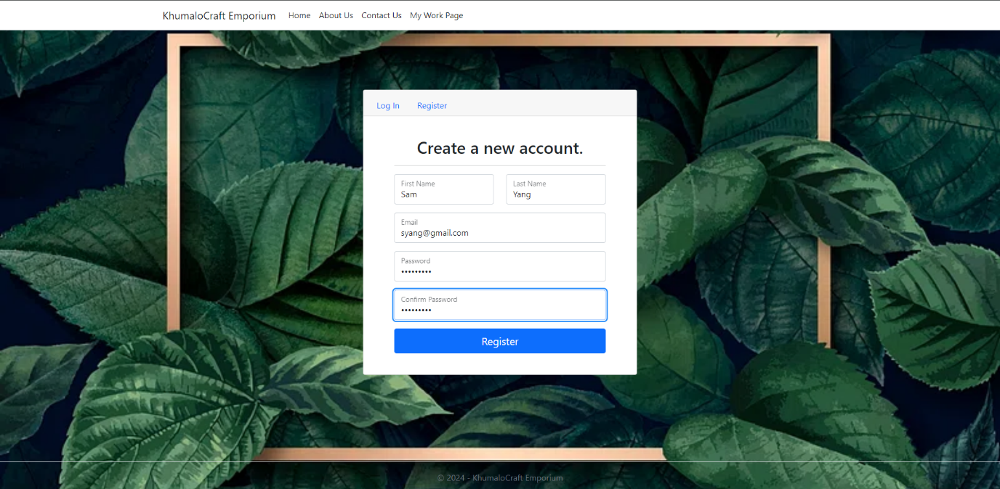 KhumaloCraft Emporium Home About Us Contact Us My Work Page
Log In Register
Create a new account.
First Name Last Name
Sam Yang
Email
syang@gmail.com
Password
•••••••••
Confirm Password
•••••••••
Register
© 2024 - KhumaloCraft Emporium